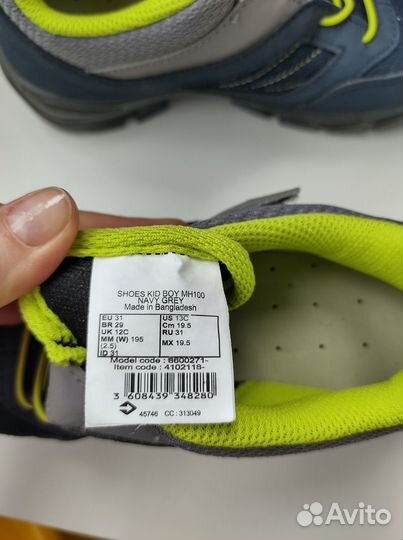 SHOES KID BOY MH100
NAVY GREY
Made in Bangladesh
EU 31 US 13C
BR 29 Cm 19.5
UK 12C RU 31
MM (W) 195 MX 19.5
(2.5)
ID 31
Model code : 6600271-
Item code : 4102118-
3 608439 348280
45746 CC : 313049
Avito